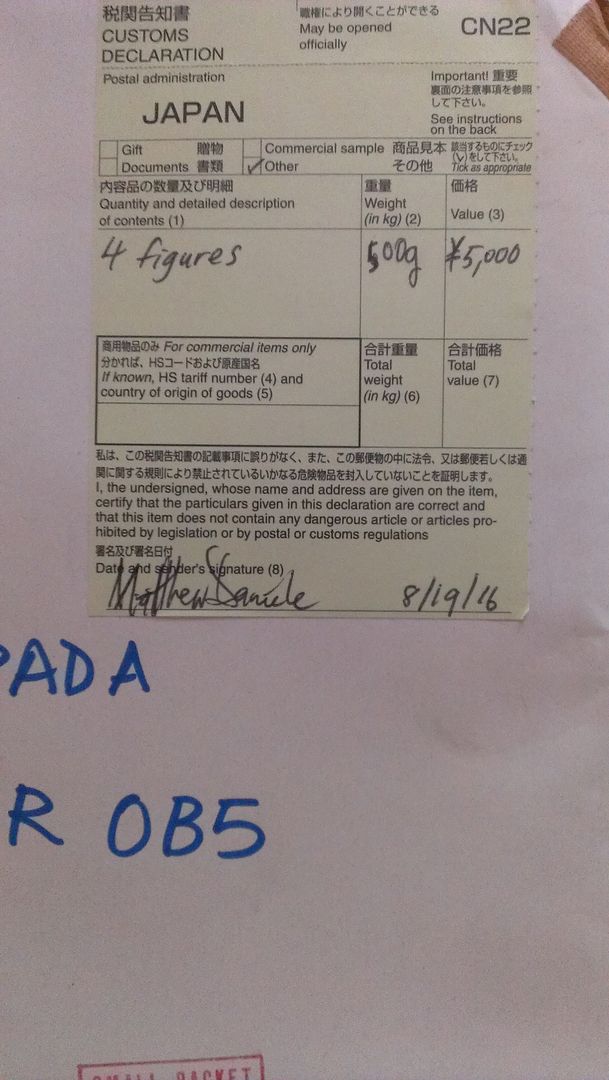 税関告知書
CUSTOMS
DECLARATION
職権により開くことができる
May be opened
officially
CN22
Postal administration
JAPAN
Important! 重要
裏面の注意事項を参照
して下さい。
See instructions
on the back
Gift 贈物
Commercial sample 商品見本
Documents 書類
✓ Other その他
該当するものにチェック
(√)をして下さい。
Tick as appropriate
内容品の数量及び明細
Quantity and detailed description
of contents (1)
重量
Weight
(in kg) (2)
価格
Value (3)
4 figures
500g
¥5,000
商用物品のみ For commercial items only
分かれば、HSコードおよび原産国名
If known, HS tariff number (4) and
country of origin of goods (5)
合計重量
Total
weight
(in kg) (6)
合計価格
Total
value (7)
私は、この税関告知書の記載事項に誤りがなく、また、この郵便物の中に法令、又は郵便若しくは通
関に関する規則により禁止されているいかなる危険物品を封入していないことを証明します。
I, the undersigned, whose name and address are given on the item,
certify that the particulars given in this declaration are correct and
that this item does not contain any dangerous article or articles pro-
hibited by legislation or by postal or customs regulations
署名及び署名日付
Date and sender's signature (8)
Matthew Daniele
8/19/16
PADA
R OB5
SMALL PACKET